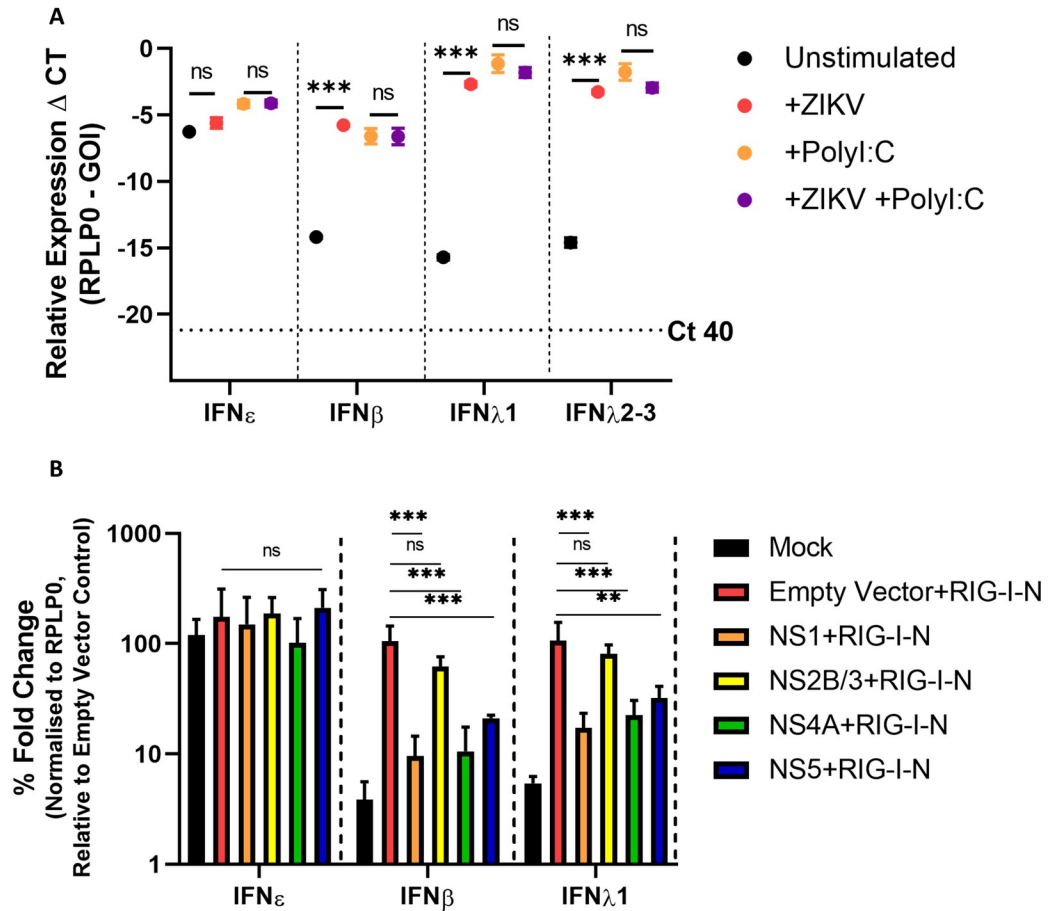 A
Relative Expression Δ CT
(RPLP0 - GOI)
0
-5
-10
-15
-20
ns
ns
***
ns
***
ns
***
ns
Ct 40
IFNε
IFNβ
IFNλ1
IFNλ2-3
Unstimulated
+ZIKV
+PolyI:C
+ZIKV +PolyI:C
B
% Fold Change
(Normalised to RPLP0,
Relative to Empty Vector Control)
1000
100
10
1
ns
***
ns
***
***
***
ns
***
**
IFNε
IFNβ
IFNλ1
Mock
Empty Vector+RIG-I-N
NS1+RIG-I-N
NS2B/3+RIG-I-N
NS4A+RIG-I-N
NS5+RIG-I-N